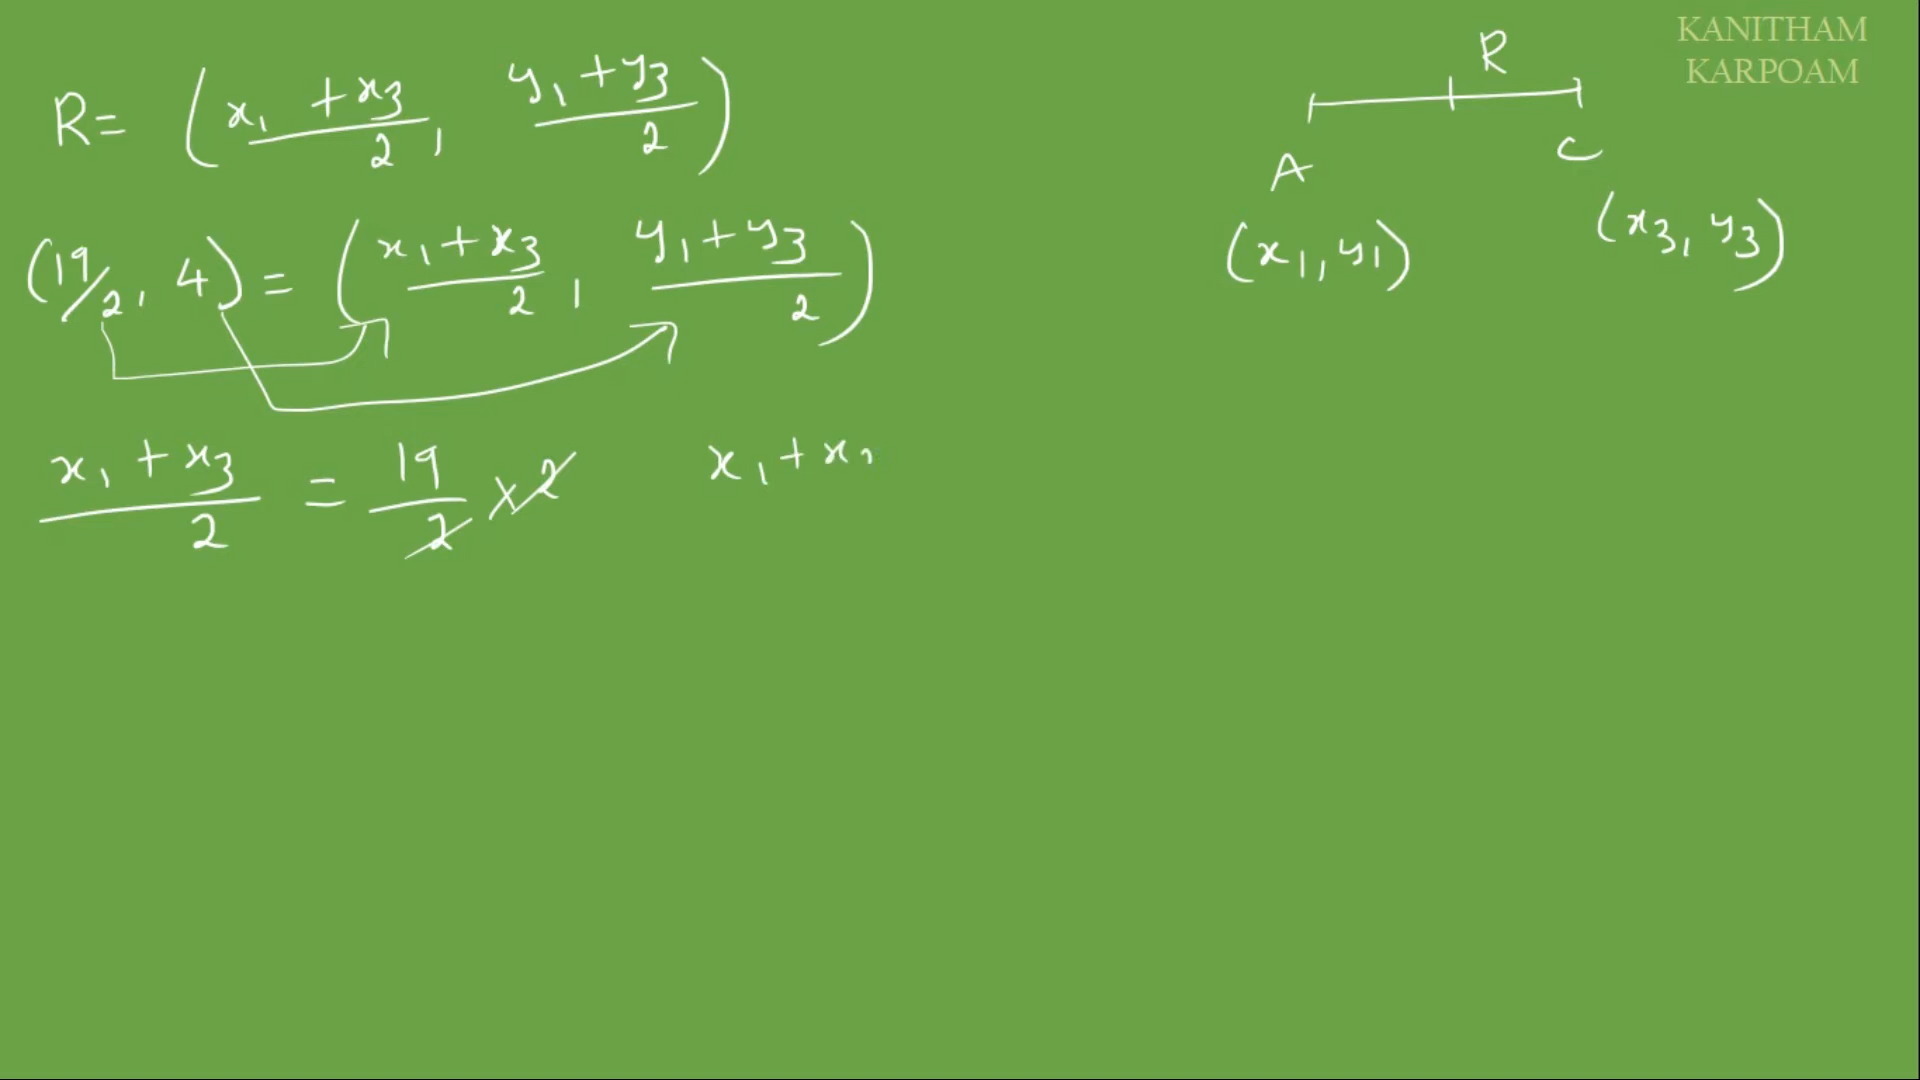 KANITHAM
KARPOAM
R = (x₁ + x₃ / 2, y₁ + y₃ / 2)
R
A
C
(x₁, y₁)
(x₃, y₃)
(19/2, 4) = (x₁ + x₃ / 2, y₁ + y₃ / 2)
x₁ + x₃ / 2 = 19 / 2 × 2
x₁ + x